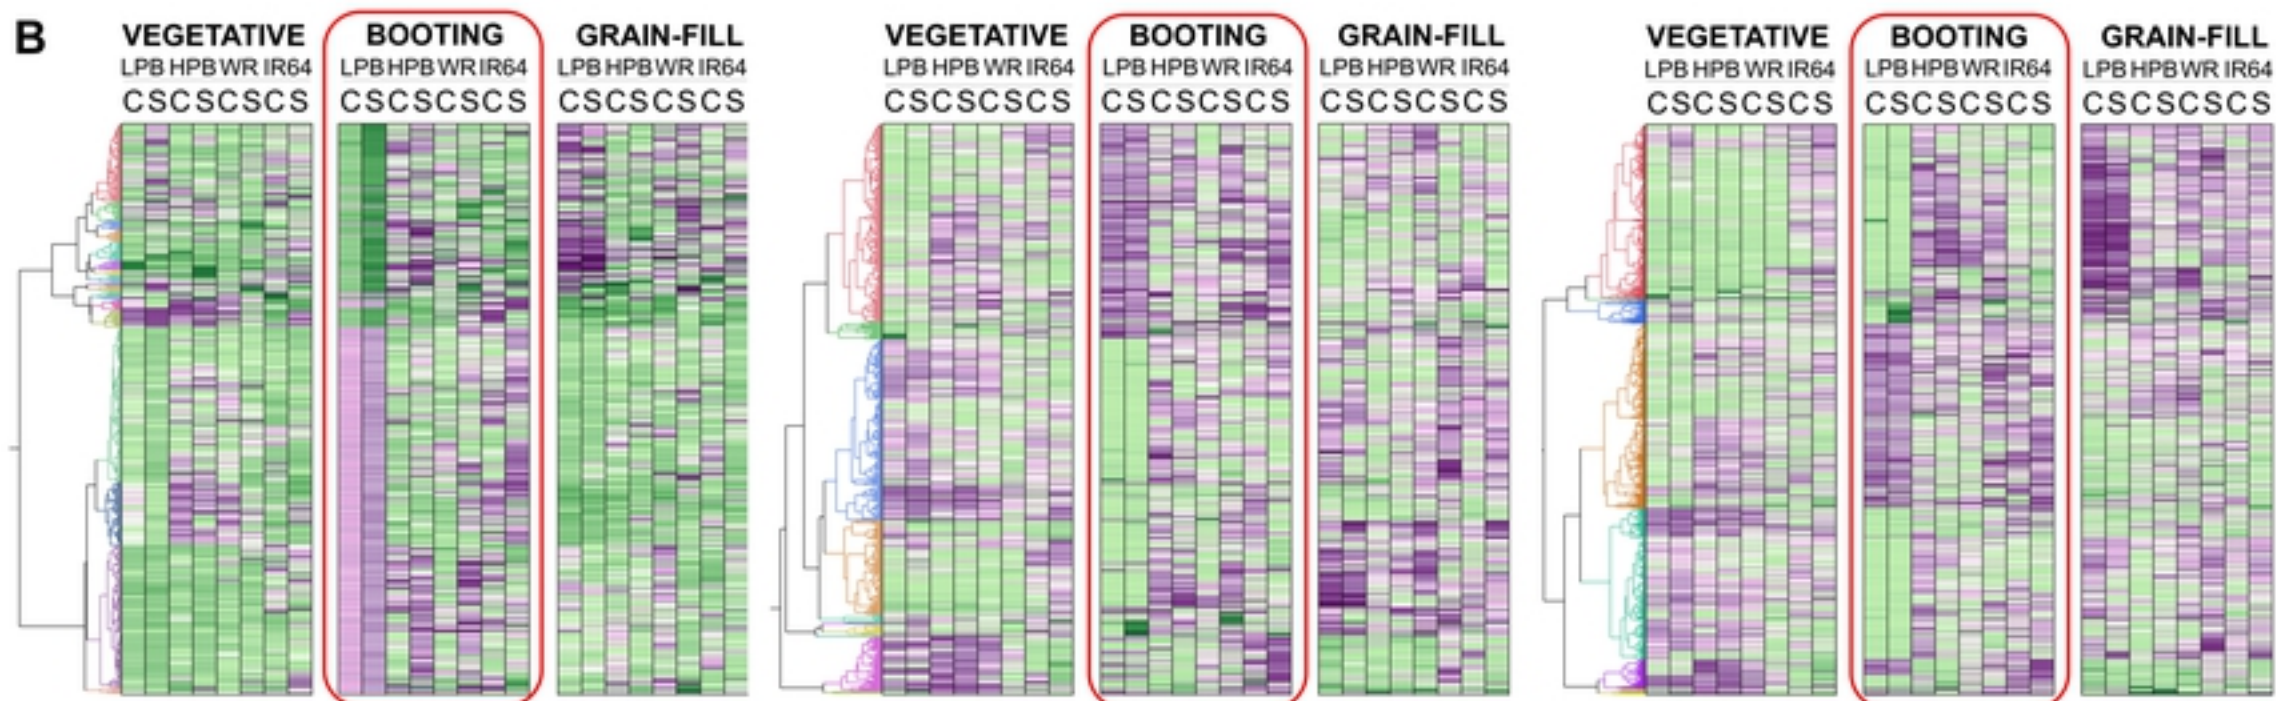 B
VEGETATIVE BOOTING GRAIN-FILL VEGETATIVE BOOTING GRAIN-FILL VEGETATIVE BOOTING GRAIN-FILL
LPB HPB WR IR64 LPB HPB WR IR64 LPB HPB WR IR64 LPB HPB WR IR64 LPB HPB WR IR64 LPB HPB WR IR64 LPB HPB WR IR64 LPB HPB WR IR64 LPB HPB WR IR64
CSCSCSCS CSCSCSCS CSCSCSCS CSCSCSCS CSCSCSCS CSCSCSCS CSCSCSCS CSCSCSCS CSCSCSCS